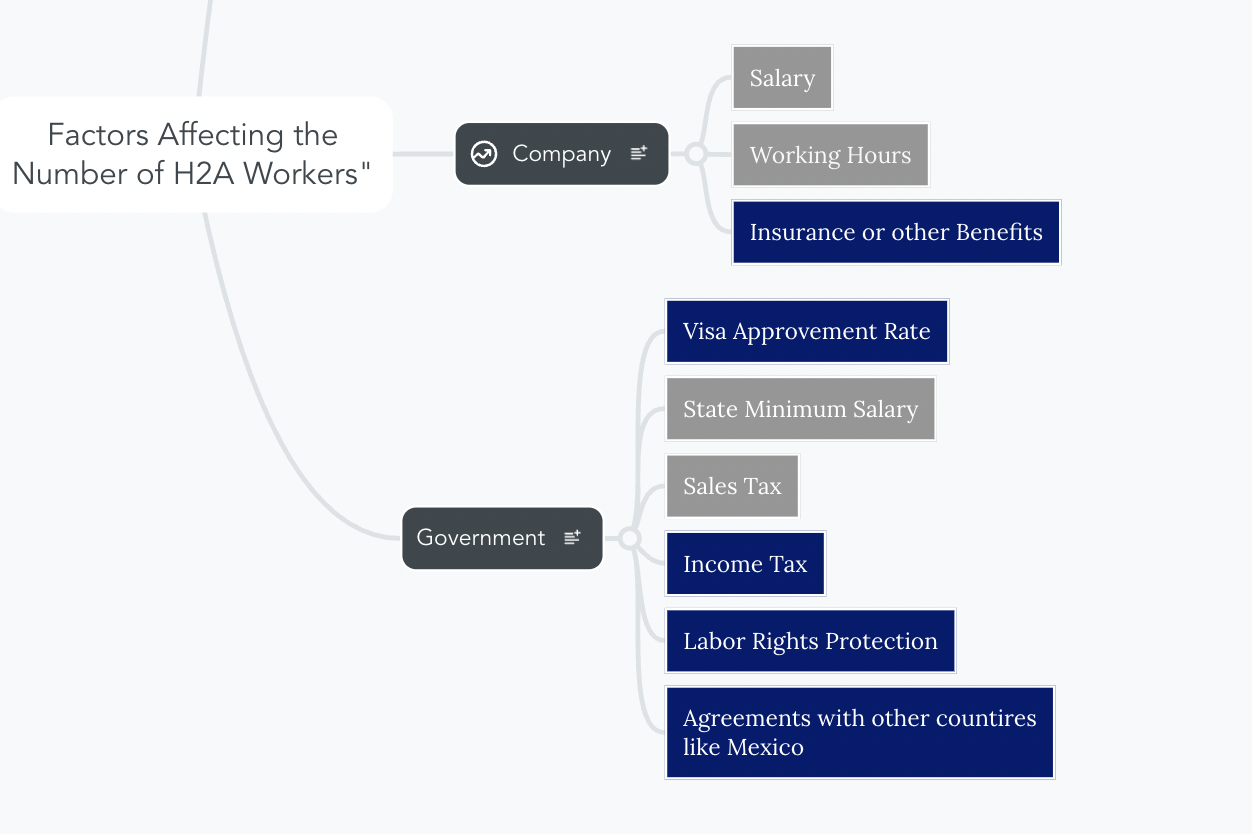 Factors Affecting the
Number of H2A Workers"
Company
Salary
Working Hours
Insurance or other Benefits
Government
Visa Approvement Rate
State Minimum Salary
Sales Tax
Income Tax
Labor Rights Protection
Agreements with other countires
like Mexico